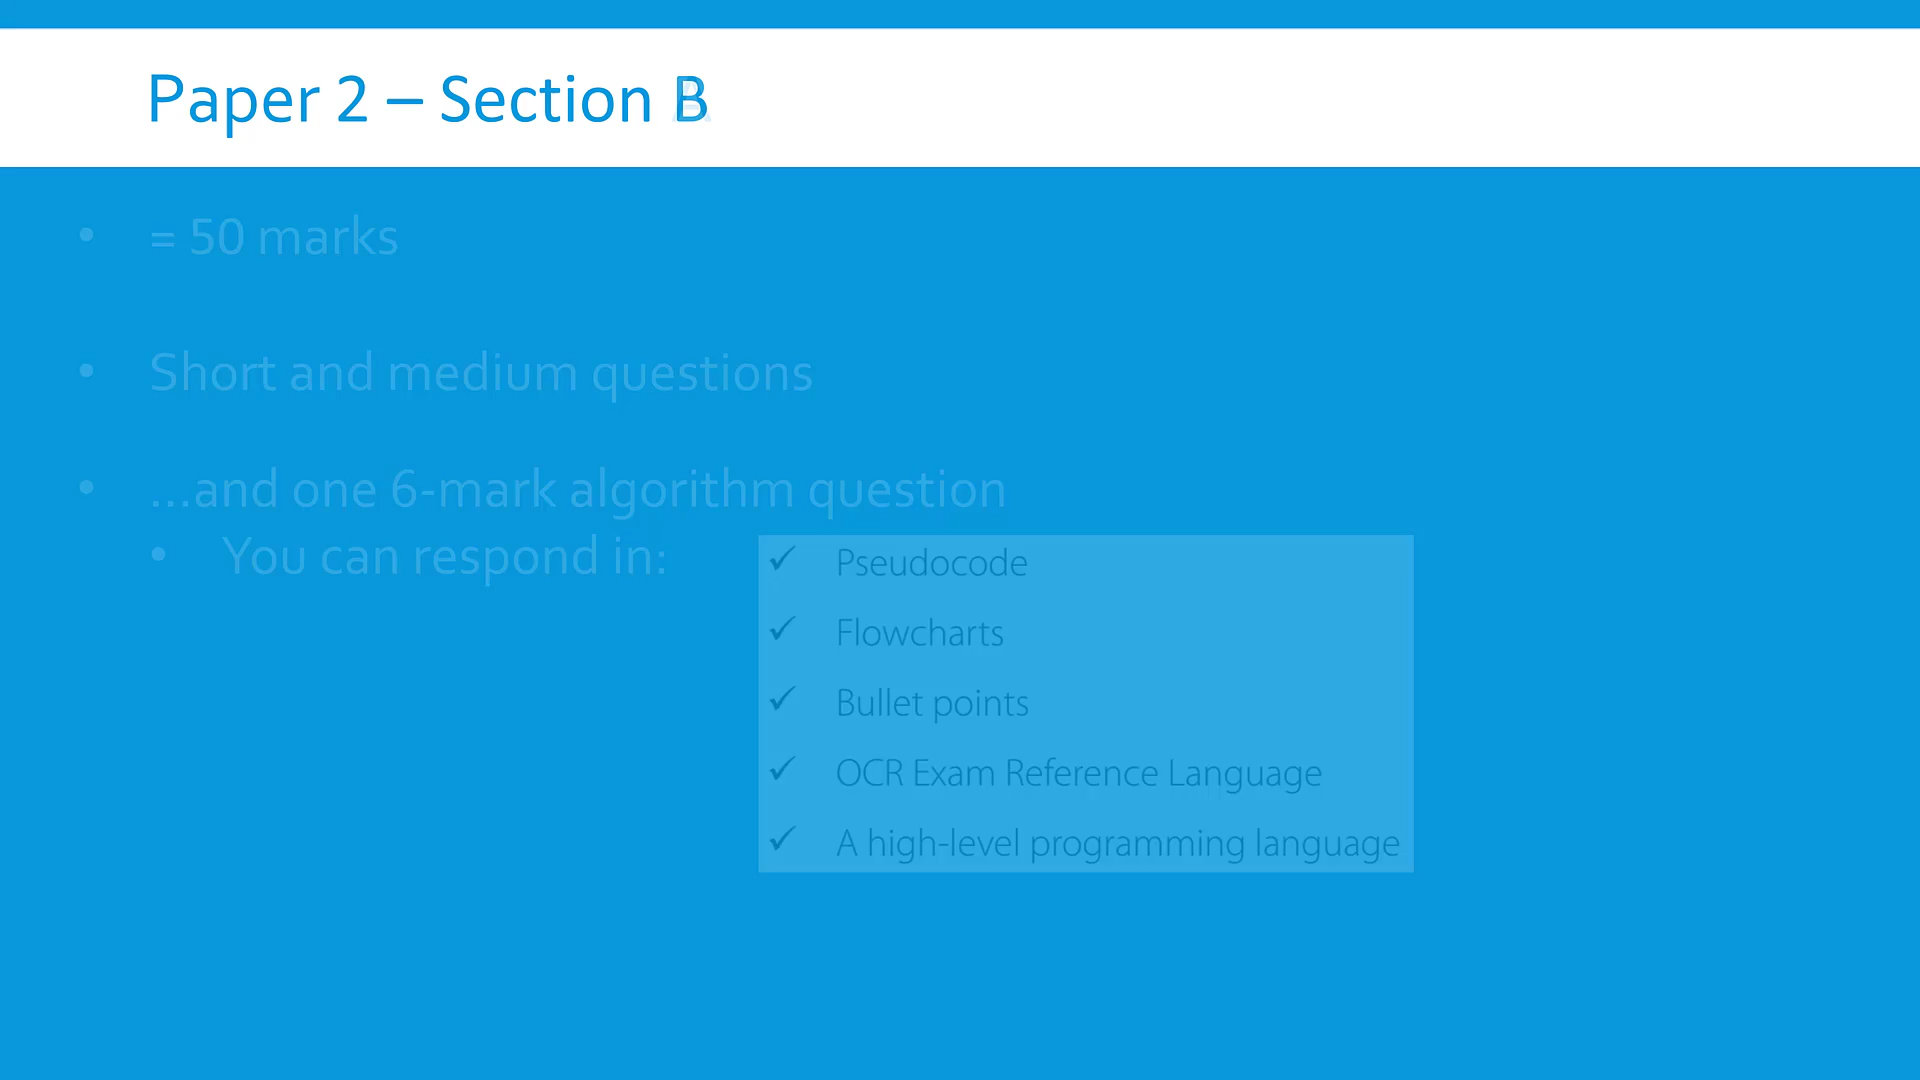 Paper 2 – Section B
• = 50 marks
• Short and medium questions
• ...and one 6-mark algorithm question
• You can respond in:
✓ Pseudocode
✓ Flowcharts
✓ Bullet points
✓ OCR Exam Reference Language
✓ A high-level programming language